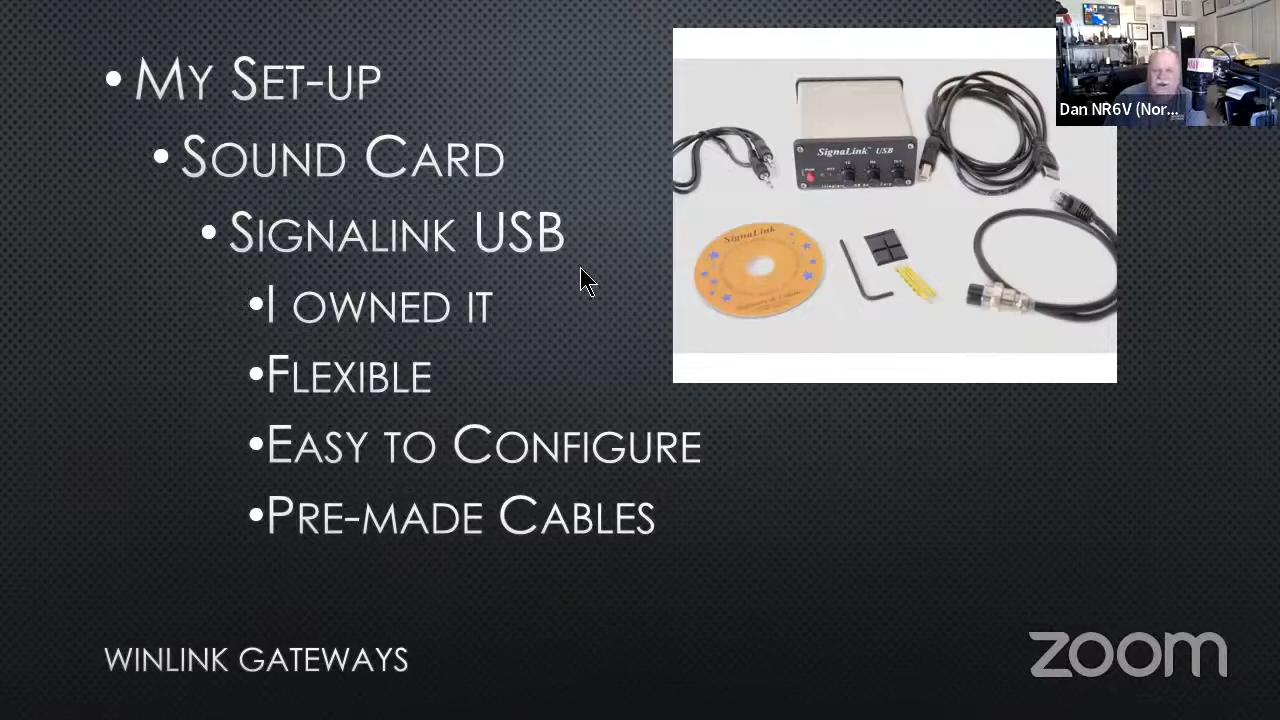 • My Set-up
• Sound Card
• Signalink USB
• I owned it
• Flexible
• Easy to Configure
• Pre-made Cables
WINLINK GATEWAYS
zoom
Dan NR6V (Nor...
SignaLink USB
SignaLink